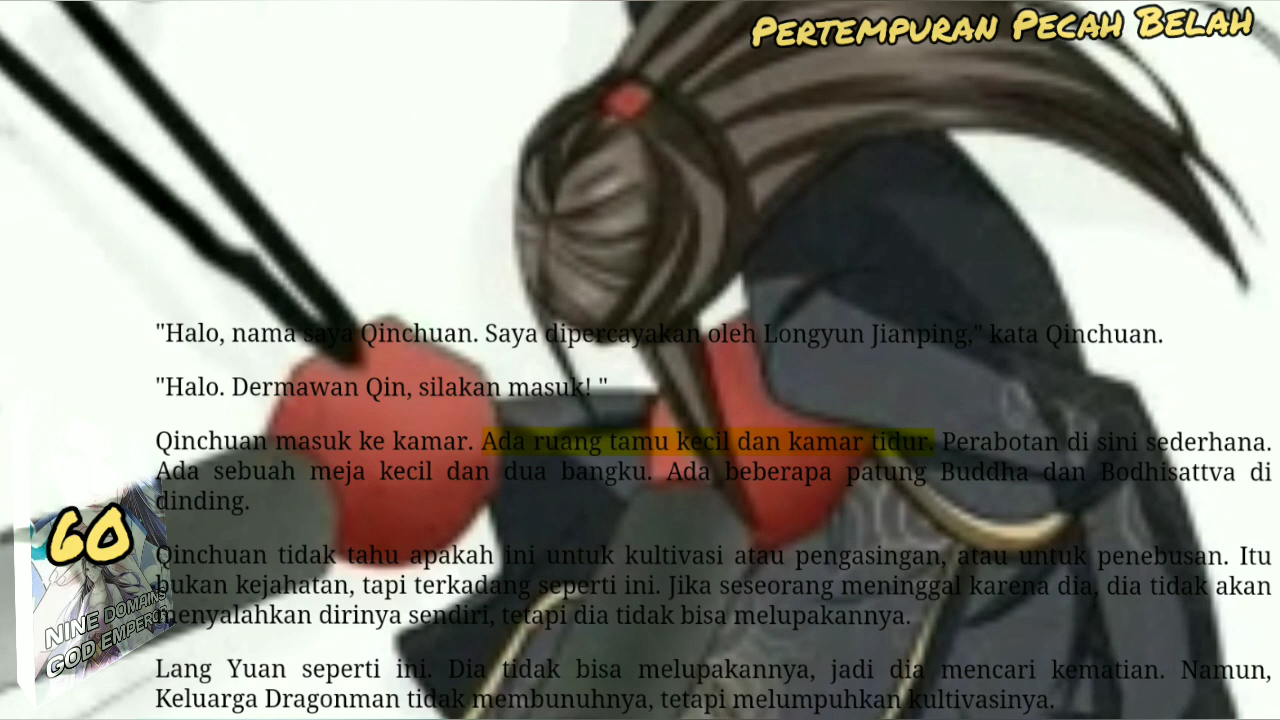 PERTEMPURAN PECAH BELAH
"Halo, nama saya Qinchuan. Saya dipercayakan oleh Longyun Jianping," kata Qinchuan.
"Halo. Dermawan Qin, silakan masuk! "
Qinchuan masuk ke kamar. Ada ruang tamu kecil dan kamar tidur. Perabotan di sini sederhana.
Ada sebuah meja kecil dan dua bangku. Ada beberapa patung Buddha dan Bodhisattva di
dinding.
Qinchuan tidak tahu apakah ini untuk kultivasi atau pengasingan, atau untuk penebusan. Itu
bukan kejahatan, tapi terkadang seperti ini. Jika seseorang meninggal karena dia, dia tidak akan
menyalahkan dirinya sendiri, tetapi dia tidak bisa melupakannya.
Lang Yuan seperti ini. Dia tidak bisa melupakannya, jadi dia mencari kematian. Namun,
Keluarga Dragonman tidak membunuhnya, tetapi melumpuhkan kultivasinya.
60
NINE DOMAINS
GOD EMPEROR